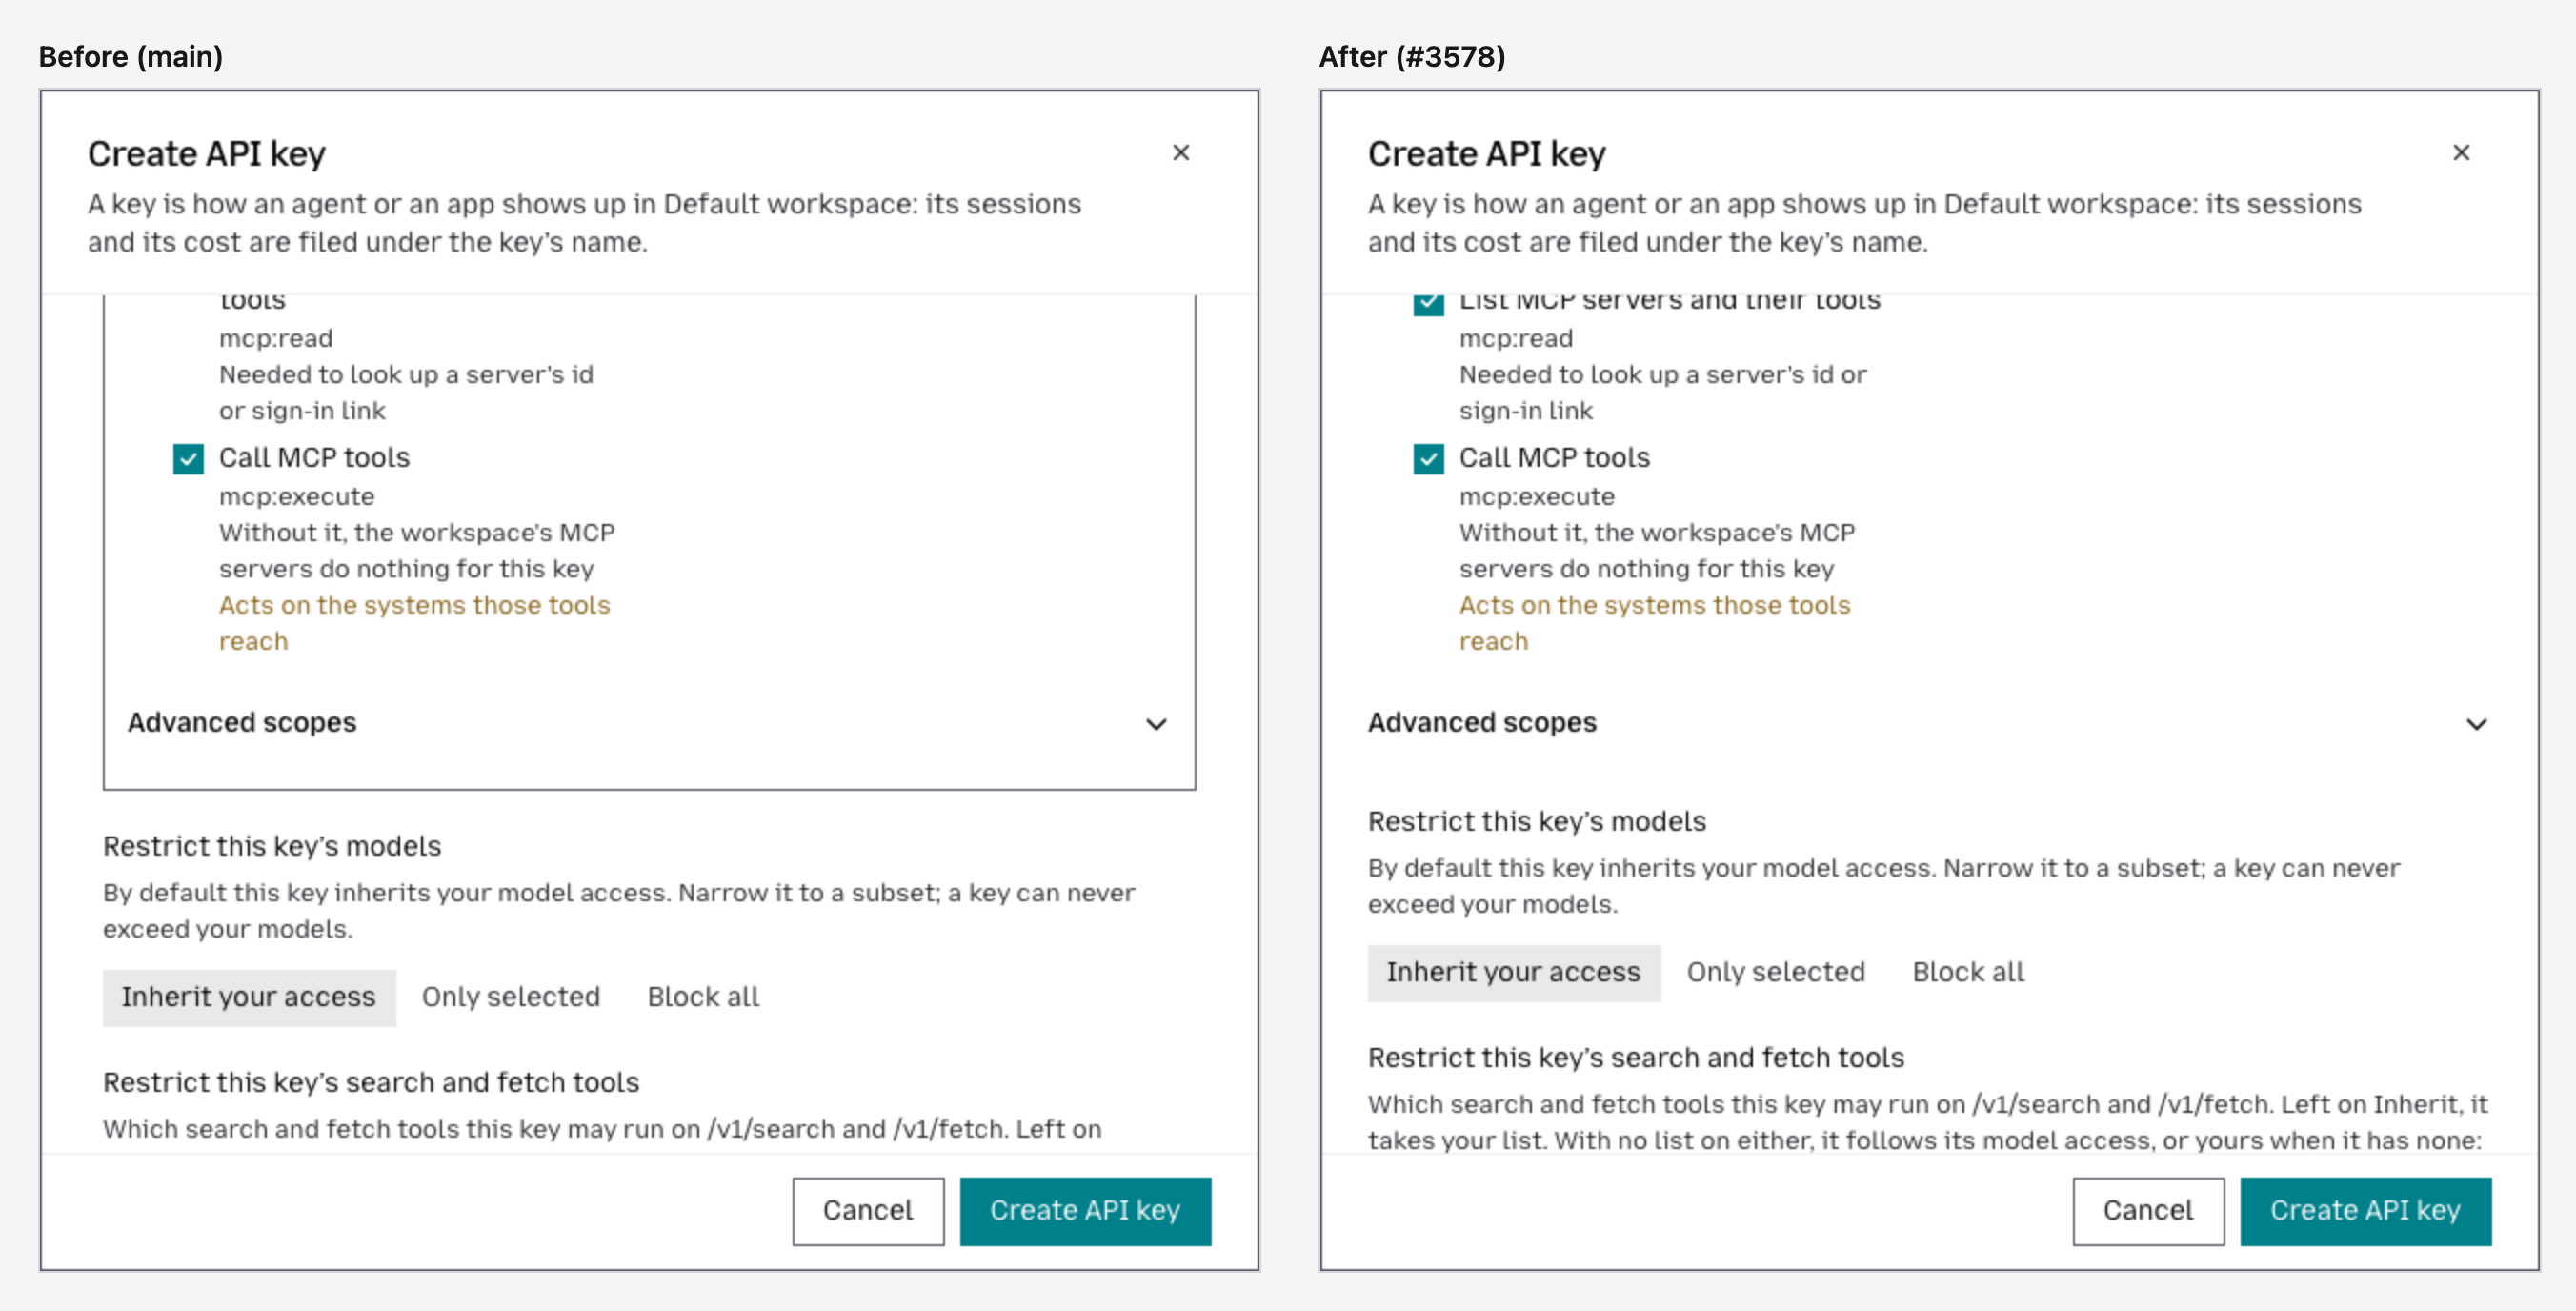 Before (main)
Create API key
A key is how an agent or an app shows up in Default workspace: its sessions
and its cost are filed under the key’s name.
tools
mcp:read
Needed to look up a server’s id
or sign-in link
Call MCP tools
mcp:execute
Without it, the workspace’s MCP
servers do nothing for this key
Acts on the systems those tools
reach
Advanced scopes
Restrict this key’s models
By default this key inherits your model access. Narrow it to a subset; a key can never
exceed your models.
Inherit your access Only selected Block all
Restrict this key’s search and fetch tools
Which search and fetch tools this key may run on /v1/search and /v1/fetch. Left on
Cancel Create API key
After (#3578)
Create API key
A key is how an agent or an app shows up in Default workspace: its sessions
and its cost are filed under the key’s name.
List MCP servers and their tools
mcp:read
Needed to look up a server’s id or
sign-in link
Call MCP tools
mcp:execute
Without it, the workspace’s MCP
servers do nothing for this key
Acts on the systems those tools
reach
Advanced scopes
Restrict this key’s models
By default this key inherits your model access. Narrow it to a subset; a key can never
exceed your models.
Inherit your access Only selected Block all
Restrict this key’s search and fetch tools
Which search and fetch tools this key may run on /v1/search and /v1/fetch. Left on Inherit, it
takes your list. With no list on either, it follows its model access, or yours when it has none:
Cancel Create API key